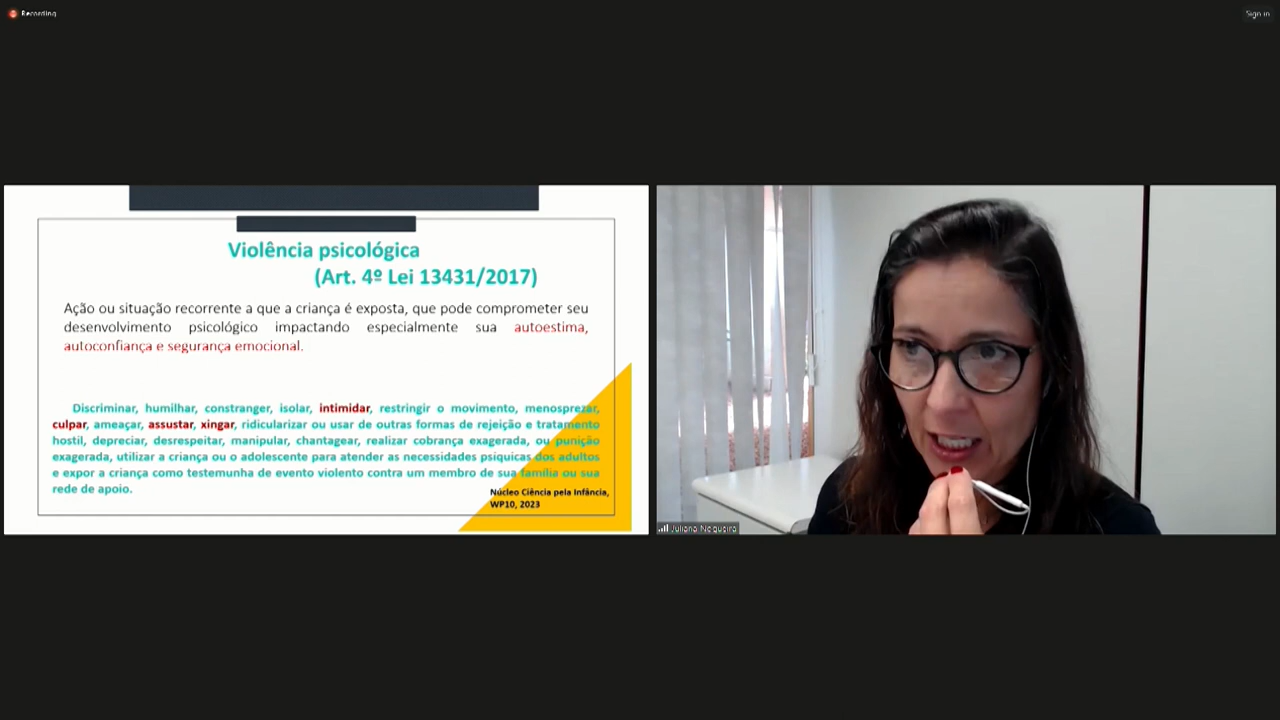 Recording
Sign in
Violência psicológica
(Art. 4º Lei 13431/2017)
Ação ou situação recorrente a que a criança é exposta, que pode comprometer seu
desenvolvimento psicológico impactando especialmente sua autoestima,
autoconfiança e segurança emocional.
Discriminar, humilhar, constranger, isolar, intimidar, restringir o movimento, menosprezar,
culpar, ameaçar, assustar, xingar, ridicularizar ou usar de outras formas de rejeição e tratamento
hostil, depreciar, desrespeitar, manipular, chantagear, realizar cobrança exagerada, ou punição
exagerada, utilizar a criança ou o adolescente para atender as necessidades psíquicas dos adultos
e expor a criança como testemunha de evento violento contra um membro de sua família ou sua
rede de apoio.
Núcleo Ciência pela Infância,
WP10, 2023
Juliana Nogueira